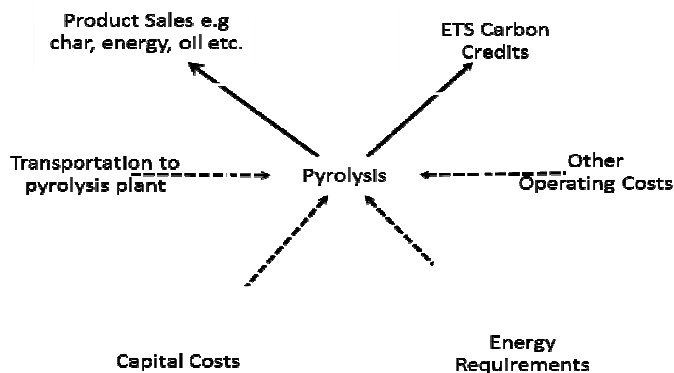 Product Sales e.g
char, energy, oil etc.
ETS Carbon
Credits
Transportation to
pyrolysis plant
Pyrolysis
Other
Operating Costs
Capital Costs
Energy
Requirements